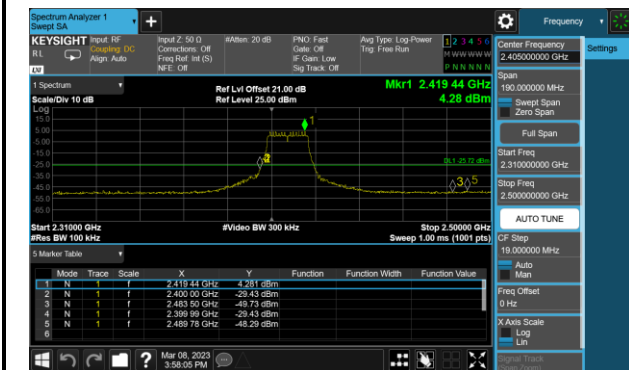 Spectrum Analyzer 1
Swept SA
+
Frequency
KEYSIGHT
RL
LXI
Input: RF
Coupling: DC
Align: Auto
Input Z: 50 Ω
Corrections: Off
Freq Ref: Int (S)
NFE: Off
#Atten: 20 dB
PNO: Fast
Gate: Off
IF Gain: Low
Sig Track: Off
Avg Type: Log-Power
Trig: Free Run
1 2 3 4 5 6
M W W W W W
P N N N N N
Center Frequency
2.405000000 GHz
Settings
Span
190.000000 MHz
Swept Span
Zero Span
Full Span
Start Freq
2.310000000 GHz
Stop Freq
2.500000000 GHz
AUTO TUNE
CF Step
19.000000 MHz
Auto
Man
Freq Offset
0 Hz
X Axis Scale
Log
Lin
Signal Track
1 Spectrum
Scale/Div 10 dB
Log
Ref Lvl Offset 21.00 dB
Ref Level 25.00 dBm
Mkr1 2.419 44 GHz
4.28 dBm
15.0
5.00
-5.00
-15.0
-25.0
-35.0
-45.0
-55.0
-65.0
1
DL1 -25.72 dBm
3
5
Start 2.31000 GHz
#Res BW 100 kHz
#Video BW 300 kHz
Stop 2.50000 GHz
Sweep 1.00 ms (1001 pts)
5 Marker Table
Mode Trace Scale X Y Function Function Width Function Value
1 N 1 f 2.419 44 GHz 4.281 dBm
2 N 1 f 2.400 00 GHz -29.43 dBm
3 N 1 f 2.483 50 GHz -49.73 dBm
4 N 1 f 2.399 99 GHz -29.43 dBm
5 N 1 f 2.489 78 GHz -48.29 dBm
6
?
Mar 08, 2023
3:58:05 PM